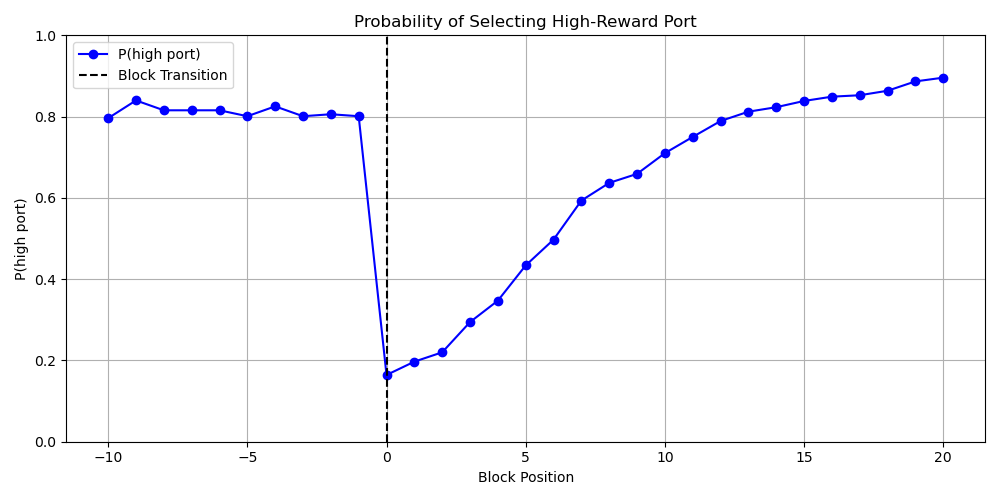 Probability of Selecting High-Reward Port
P(high port)
Block Transition
1.0
0.8
0.6
0.4
0.2
0.0
P(high port)
−10
−5
0
5
10
15
20
Block Position